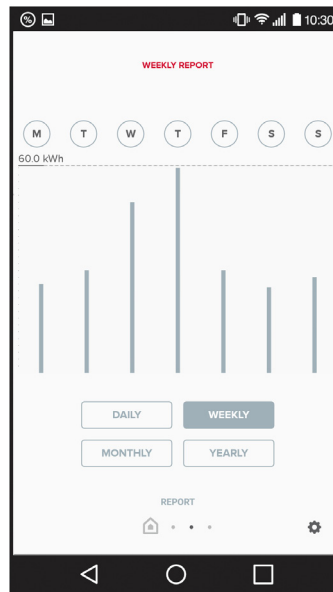 % 10:30
WEEKLY REPORT
M T W T F S S
60.0 kWh
DAILY WEEKLY
MONTHLY YEARLY
REPORT